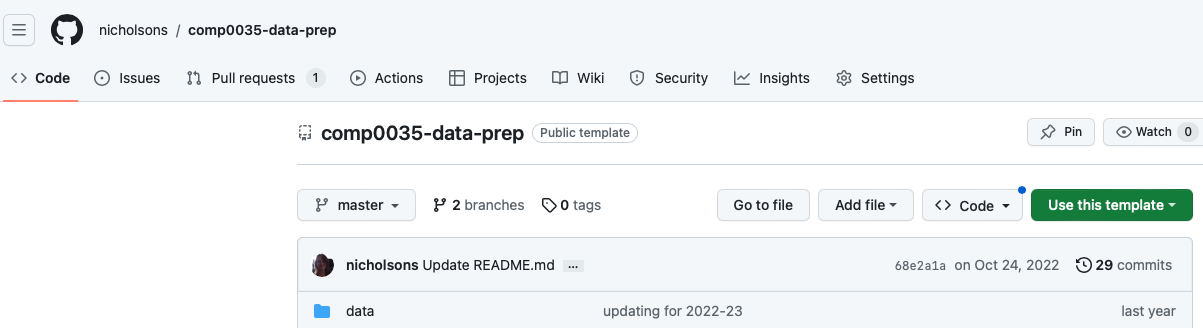 nicholsons / comp0035-data-prep
<> Code Issues Pull requests 1 Actions Projects Wiki Security Insights Settings
comp0035-data-prep Public template Pin Watch 0
master 2 branches 0 tags Go to file Add file <> Code Use this template
nicholsons Update README.md ... 68e2a1a on Oct 24, 2022 29 commits
data updating for 2022-23 last year